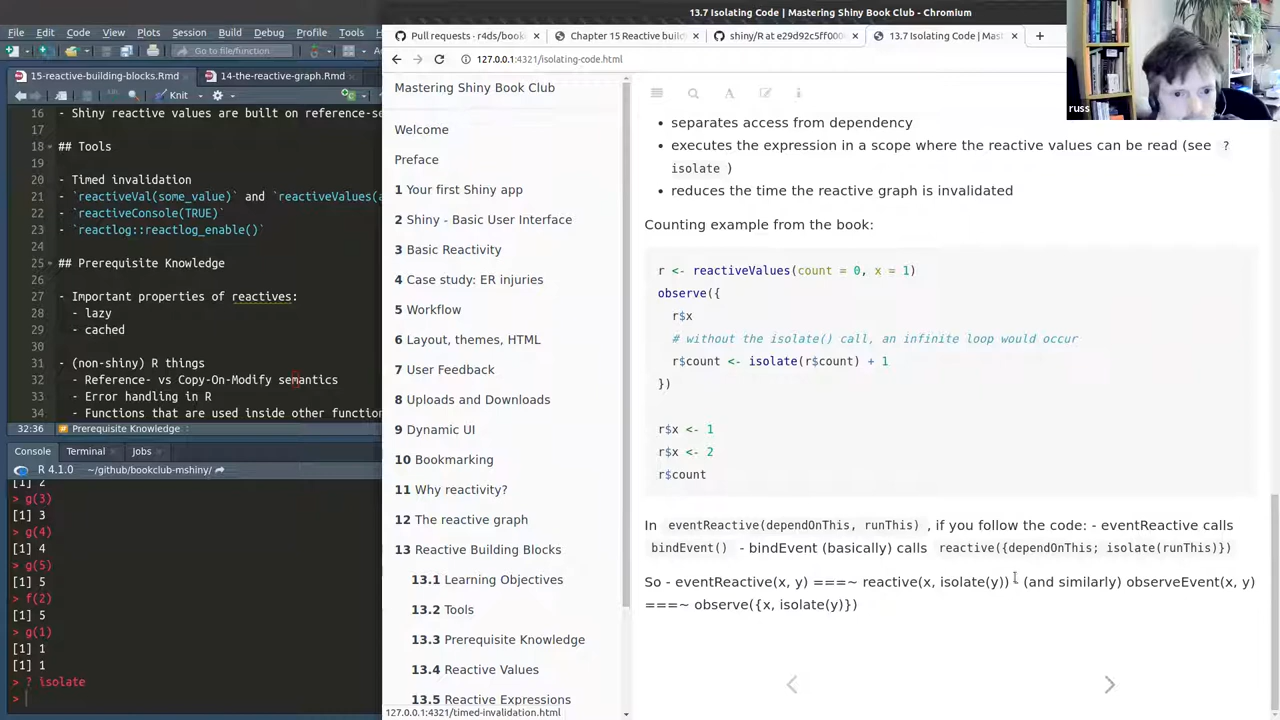 13.7 Isolating Code | Mastering Shiny Book Club - Chromium
File Edit Code View Plots Session Build Debug Profile Tools
Go to file/function
15-reactive-building-blocks.Rmd
14-the-reactive-graph.Rmd
Knit
16 - Shiny reactive values are built on reference-se
17
18 ## Tools
19
20 - Timed invalidation
21 - `reactiveVal(some_value)` and `reactiveValues(a
22 - `reactiveConsole(TRUE)`
23 - `reactlog::reactlog_enable()`
24
25 ## Prerequisite Knowledge
26
27 - Important properties of reactives:
28 - lazy
29 - cached
30
31 - (non-shiny) R things
32 - Reference- vs Copy-On-Modify semantics
33 - Error handling in R
34 - Functions that are used inside other function
32:36 Prerequisite Knowledge
Console Terminal Jobs
R 4.1.0 ~/github/bookclub-mshiny/
[1] 2
> g(3)
[1] 3
> g(4)
[1] 4
> g(5)
[1] 5
> f(2)
[1] 5
> g(1)
[1] 1
[1] 1
> ? isolate
>
Pull requests · r4ds/book
Chapter 15 Reactive buil
shiny/R at e29d92c5ff000
13.7 Isolating Code | Mast
127.0.0.1:4321/isolating-code.html
Mastering Shiny Book Club
Welcome
Preface
1 Your first Shiny app
2 Shiny - Basic User Interface
3 Basic Reactivity
4 Case study: ER injuries
5 Workflow
6 Layout, themes, HTML
7 User Feedback
8 Uploads and Downloads
9 Dynamic UI
10 Bookmarking
11 Why reactivity?
12 The reactive graph
13 Reactive Building Blocks
13.1 Learning Objectives
13.2 Tools
13.3 Prerequisite Knowledge
13.4 Reactive Values
13.5 Reactive Expressions
127.0.0.1:4321/timed-invalidation.html
• separates access from dependency
• executes the expression in a scope where the reactive values can be read (see ?
isolate )
• reduces the time the reactive graph is invalidated
Counting example from the book:
r <- reactiveValues(count = 0, x = 1)
observe({
r$x
# without the isolate() call, an infinite loop would occur
r$count <- isolate(r$count) + 1
})
r$x <- 1
r$x <- 2
r$count
In eventReactive(dependOnThis, runThis) , if you follow the code: - eventReactive calls
bindEvent() - bindEvent (basically) calls reactive({dependOnThis; isolate(runThis)})
So - eventReactive(x, y) ===~ reactive(x, isolate(y)) - (and similarly) observeEvent(x, y)
===~ observe({x, isolate(y)})
russ